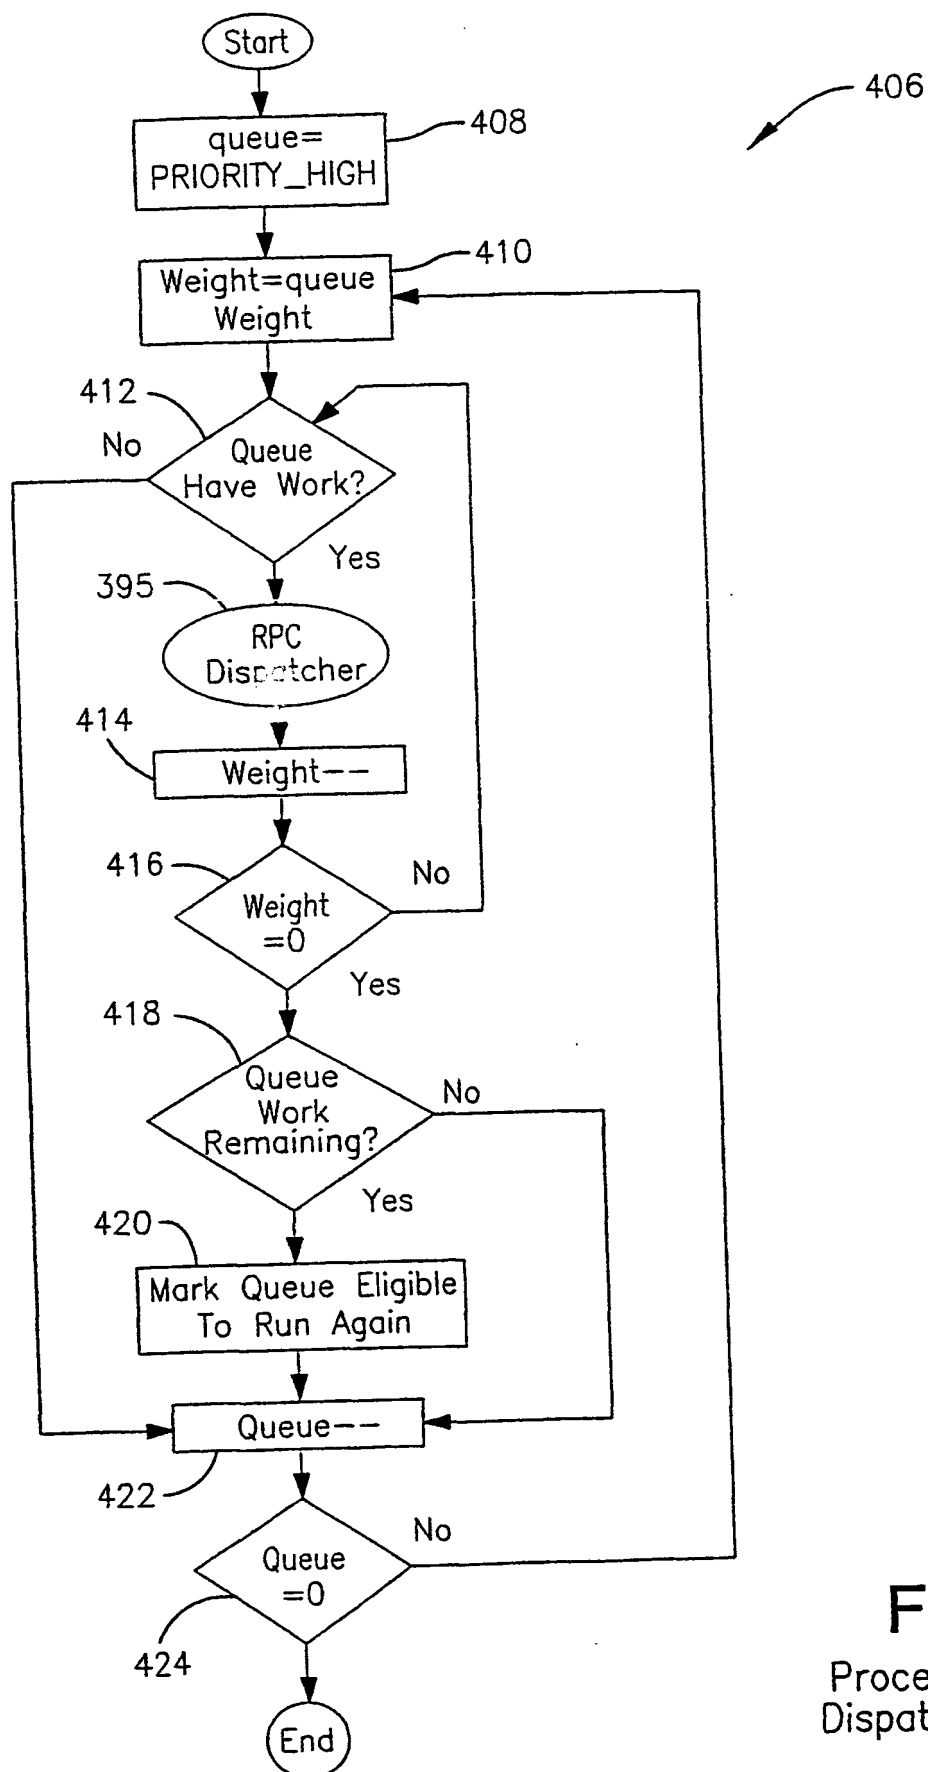 Start
406
queue=
PRIORITY_HIGH
408
Weight=queue
Weight
410
412
No
Queue
Have Work?
Yes
395
RPC
Dispatcher
414
Weight--
416
No
Weight
=0
Yes
418
Queue
Work
Remaining?
No
Yes
420
Mark Queue Eligible
To Run Again
Queue--
422
No
Queue
=0
424
End
F
Proce
Dispat